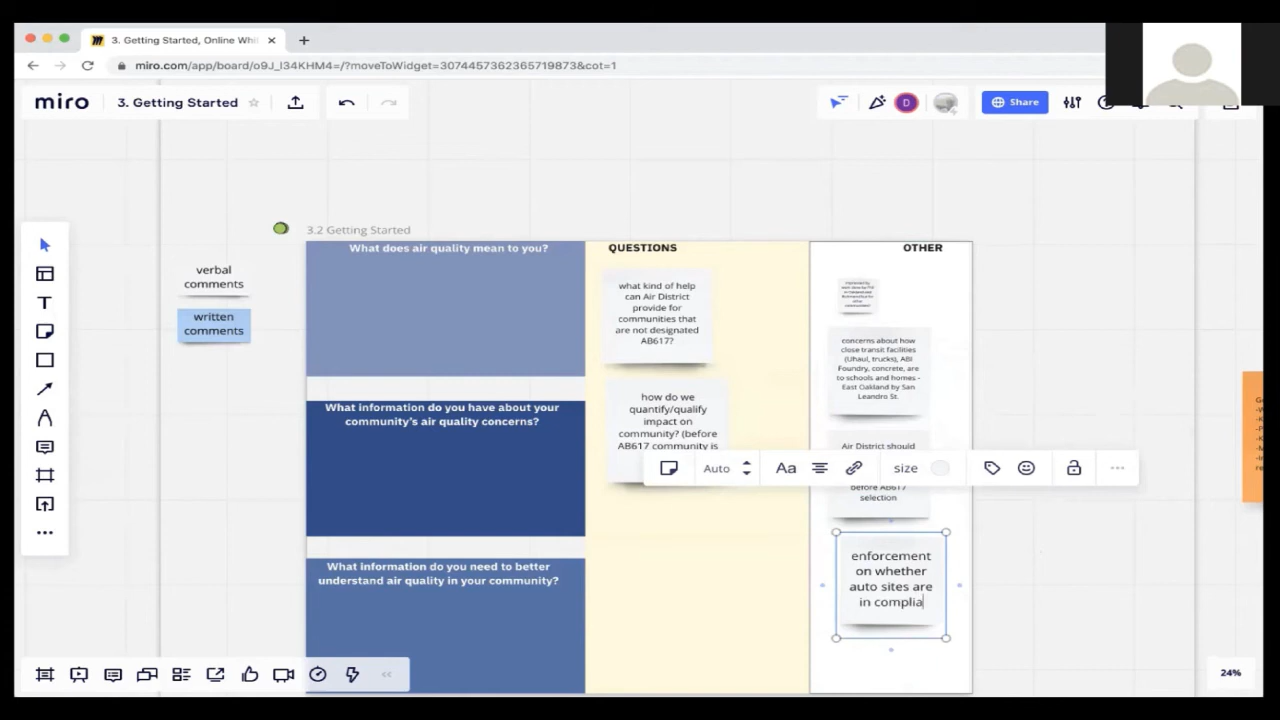 3. Getting Started, Online Whi
miro.com/app/board/o9J_l34KHM4=/?moveToWidget=3074457362365719873&cot=1
miro
3. Getting Started
D
Share
3.2 Getting Started
verbal
comments
written
comments
What does air quality mean to you?
What information do you have about your
community's air quality concerns?
What information do you need to better
understand air quality in your community?
QUESTIONS
what kind of help
can Air District
provide for
communities that
are not designated
AB617?
how do we
quantify/qualify
impact on
community? (before
AB617 community is
OTHER
concerns about how
close transit facilities
(Uhaul, trucks), ABI
Foundry, concrete, are
to schools and homes -
East Oakland by San
Leandro St.
Air District should
before AB617
selection
Auto
Aa
size
enforcement
on whether
auto sites are
in complia
24%